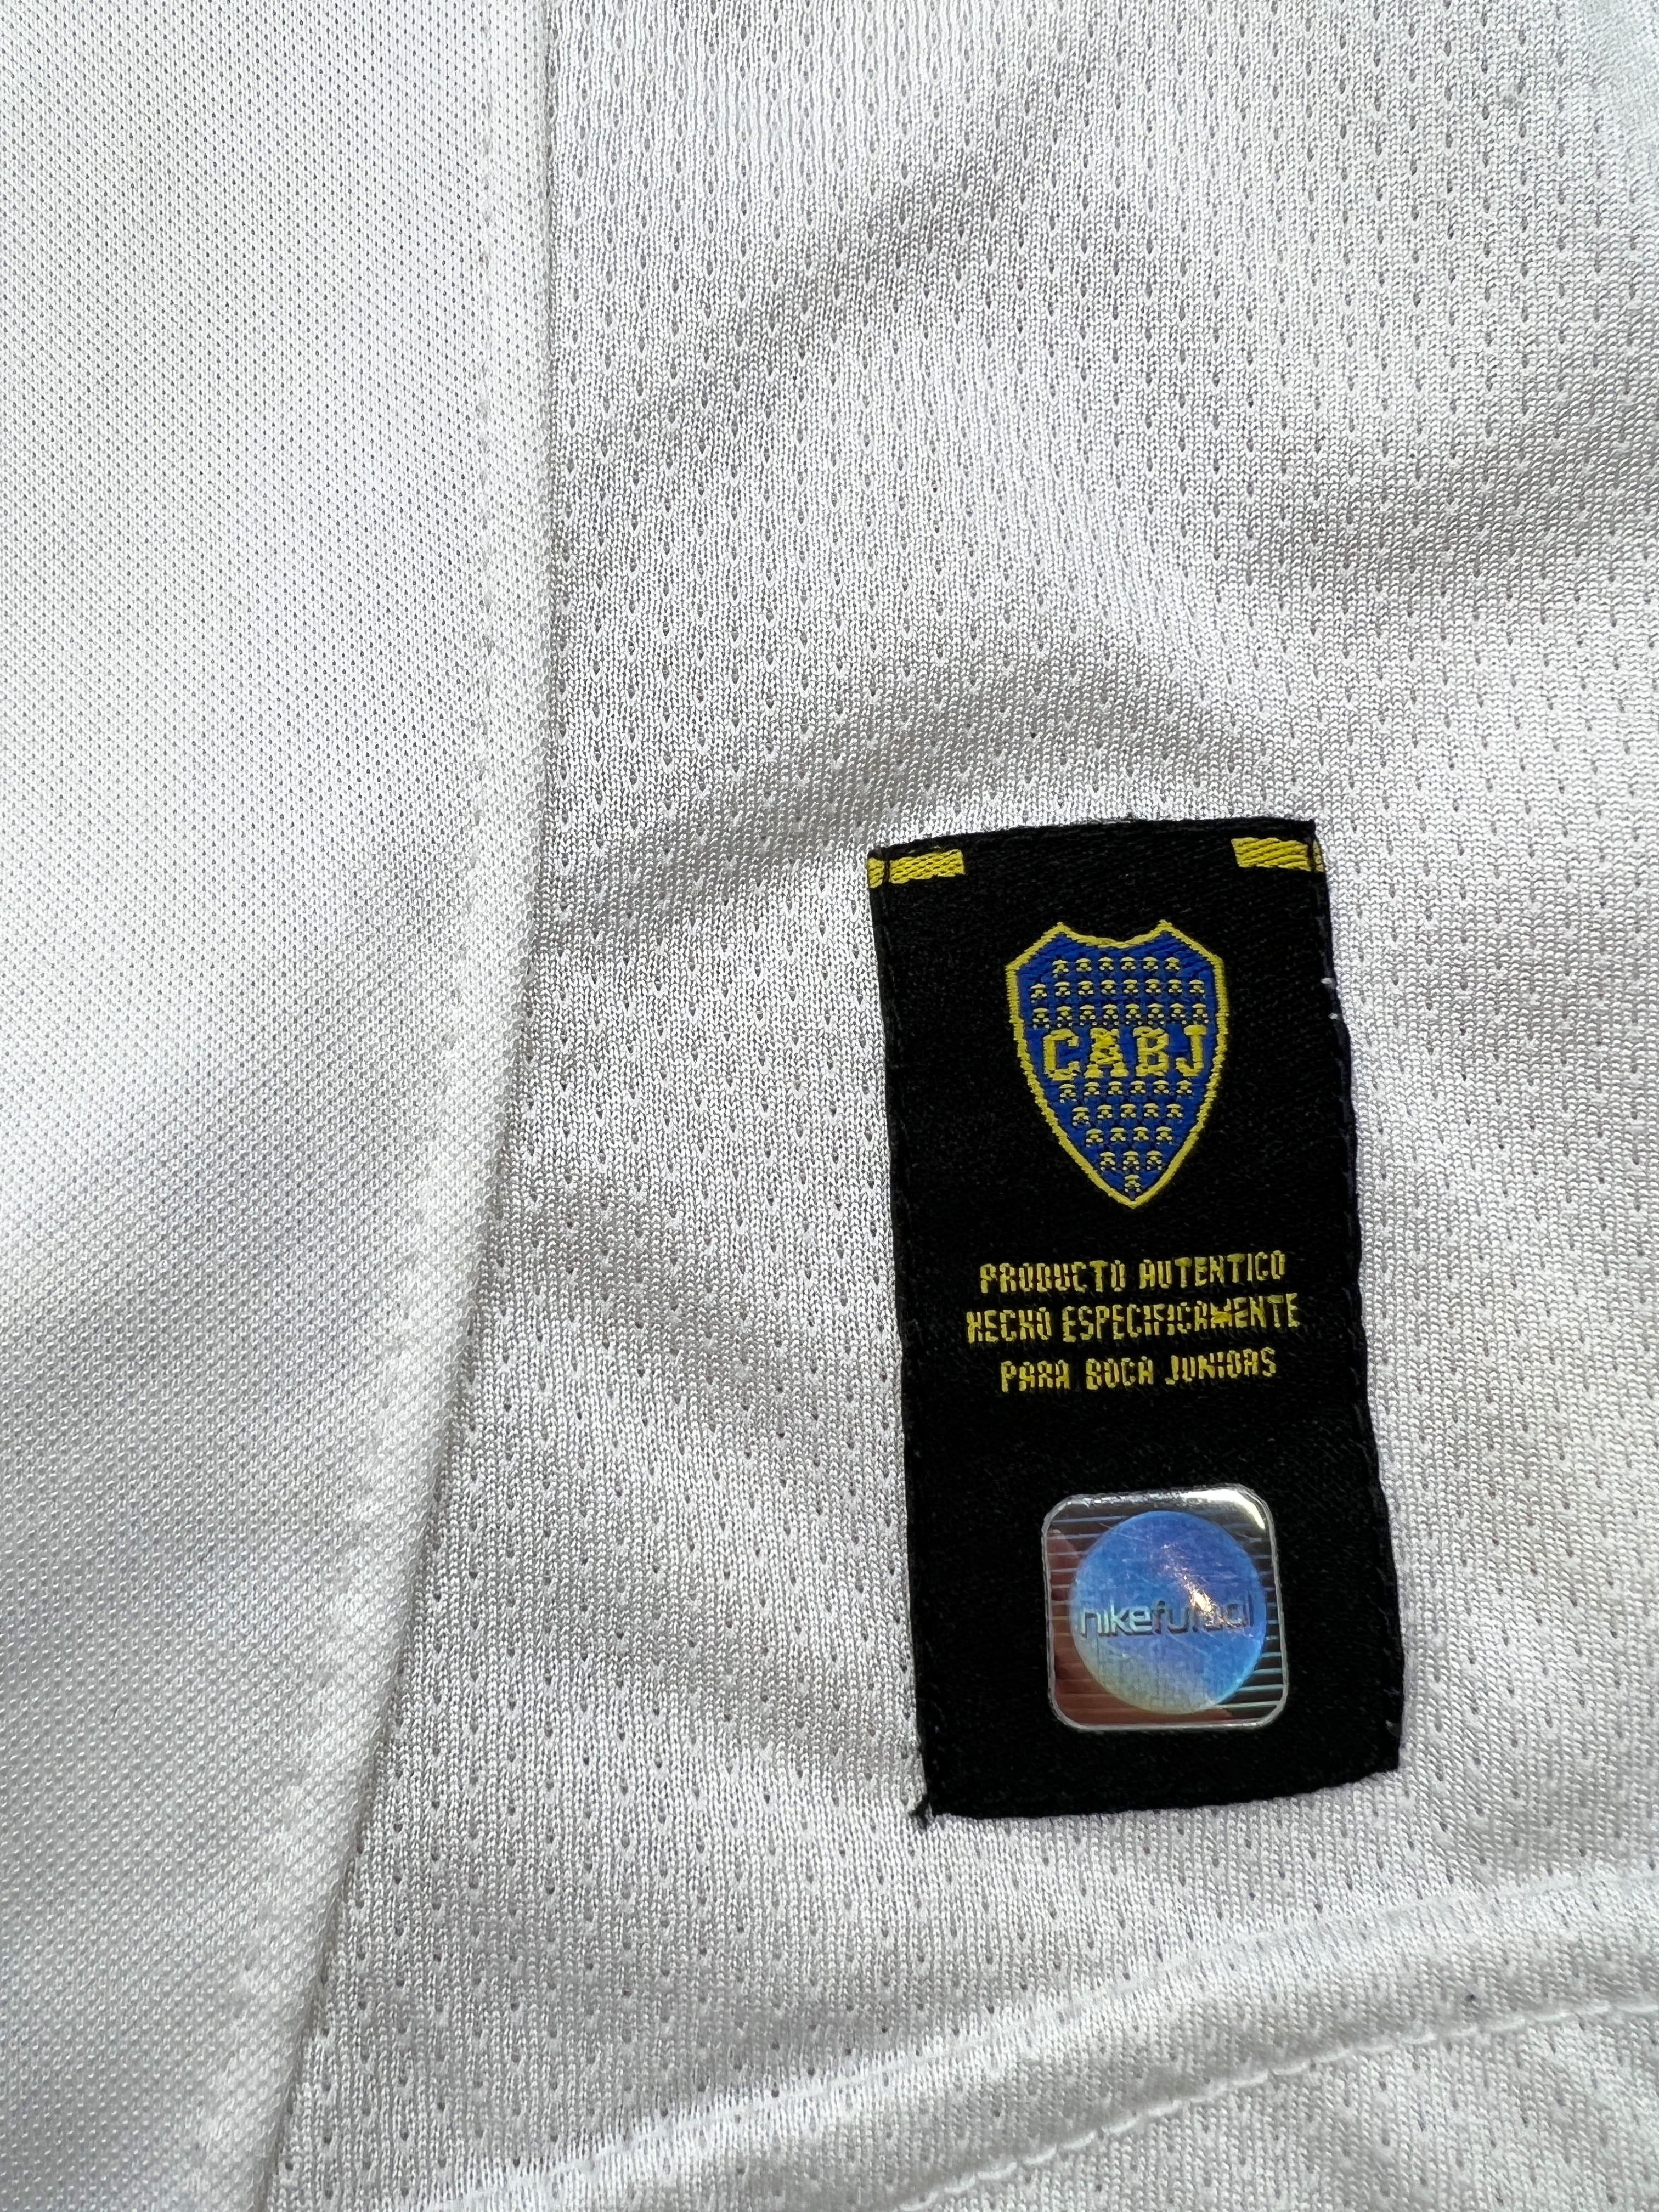 CABJ
PRODUCTO AUTENTICO
HECHO ESPECIFICAMENTE
PARA BOCA JUNIORS
nikefutbol